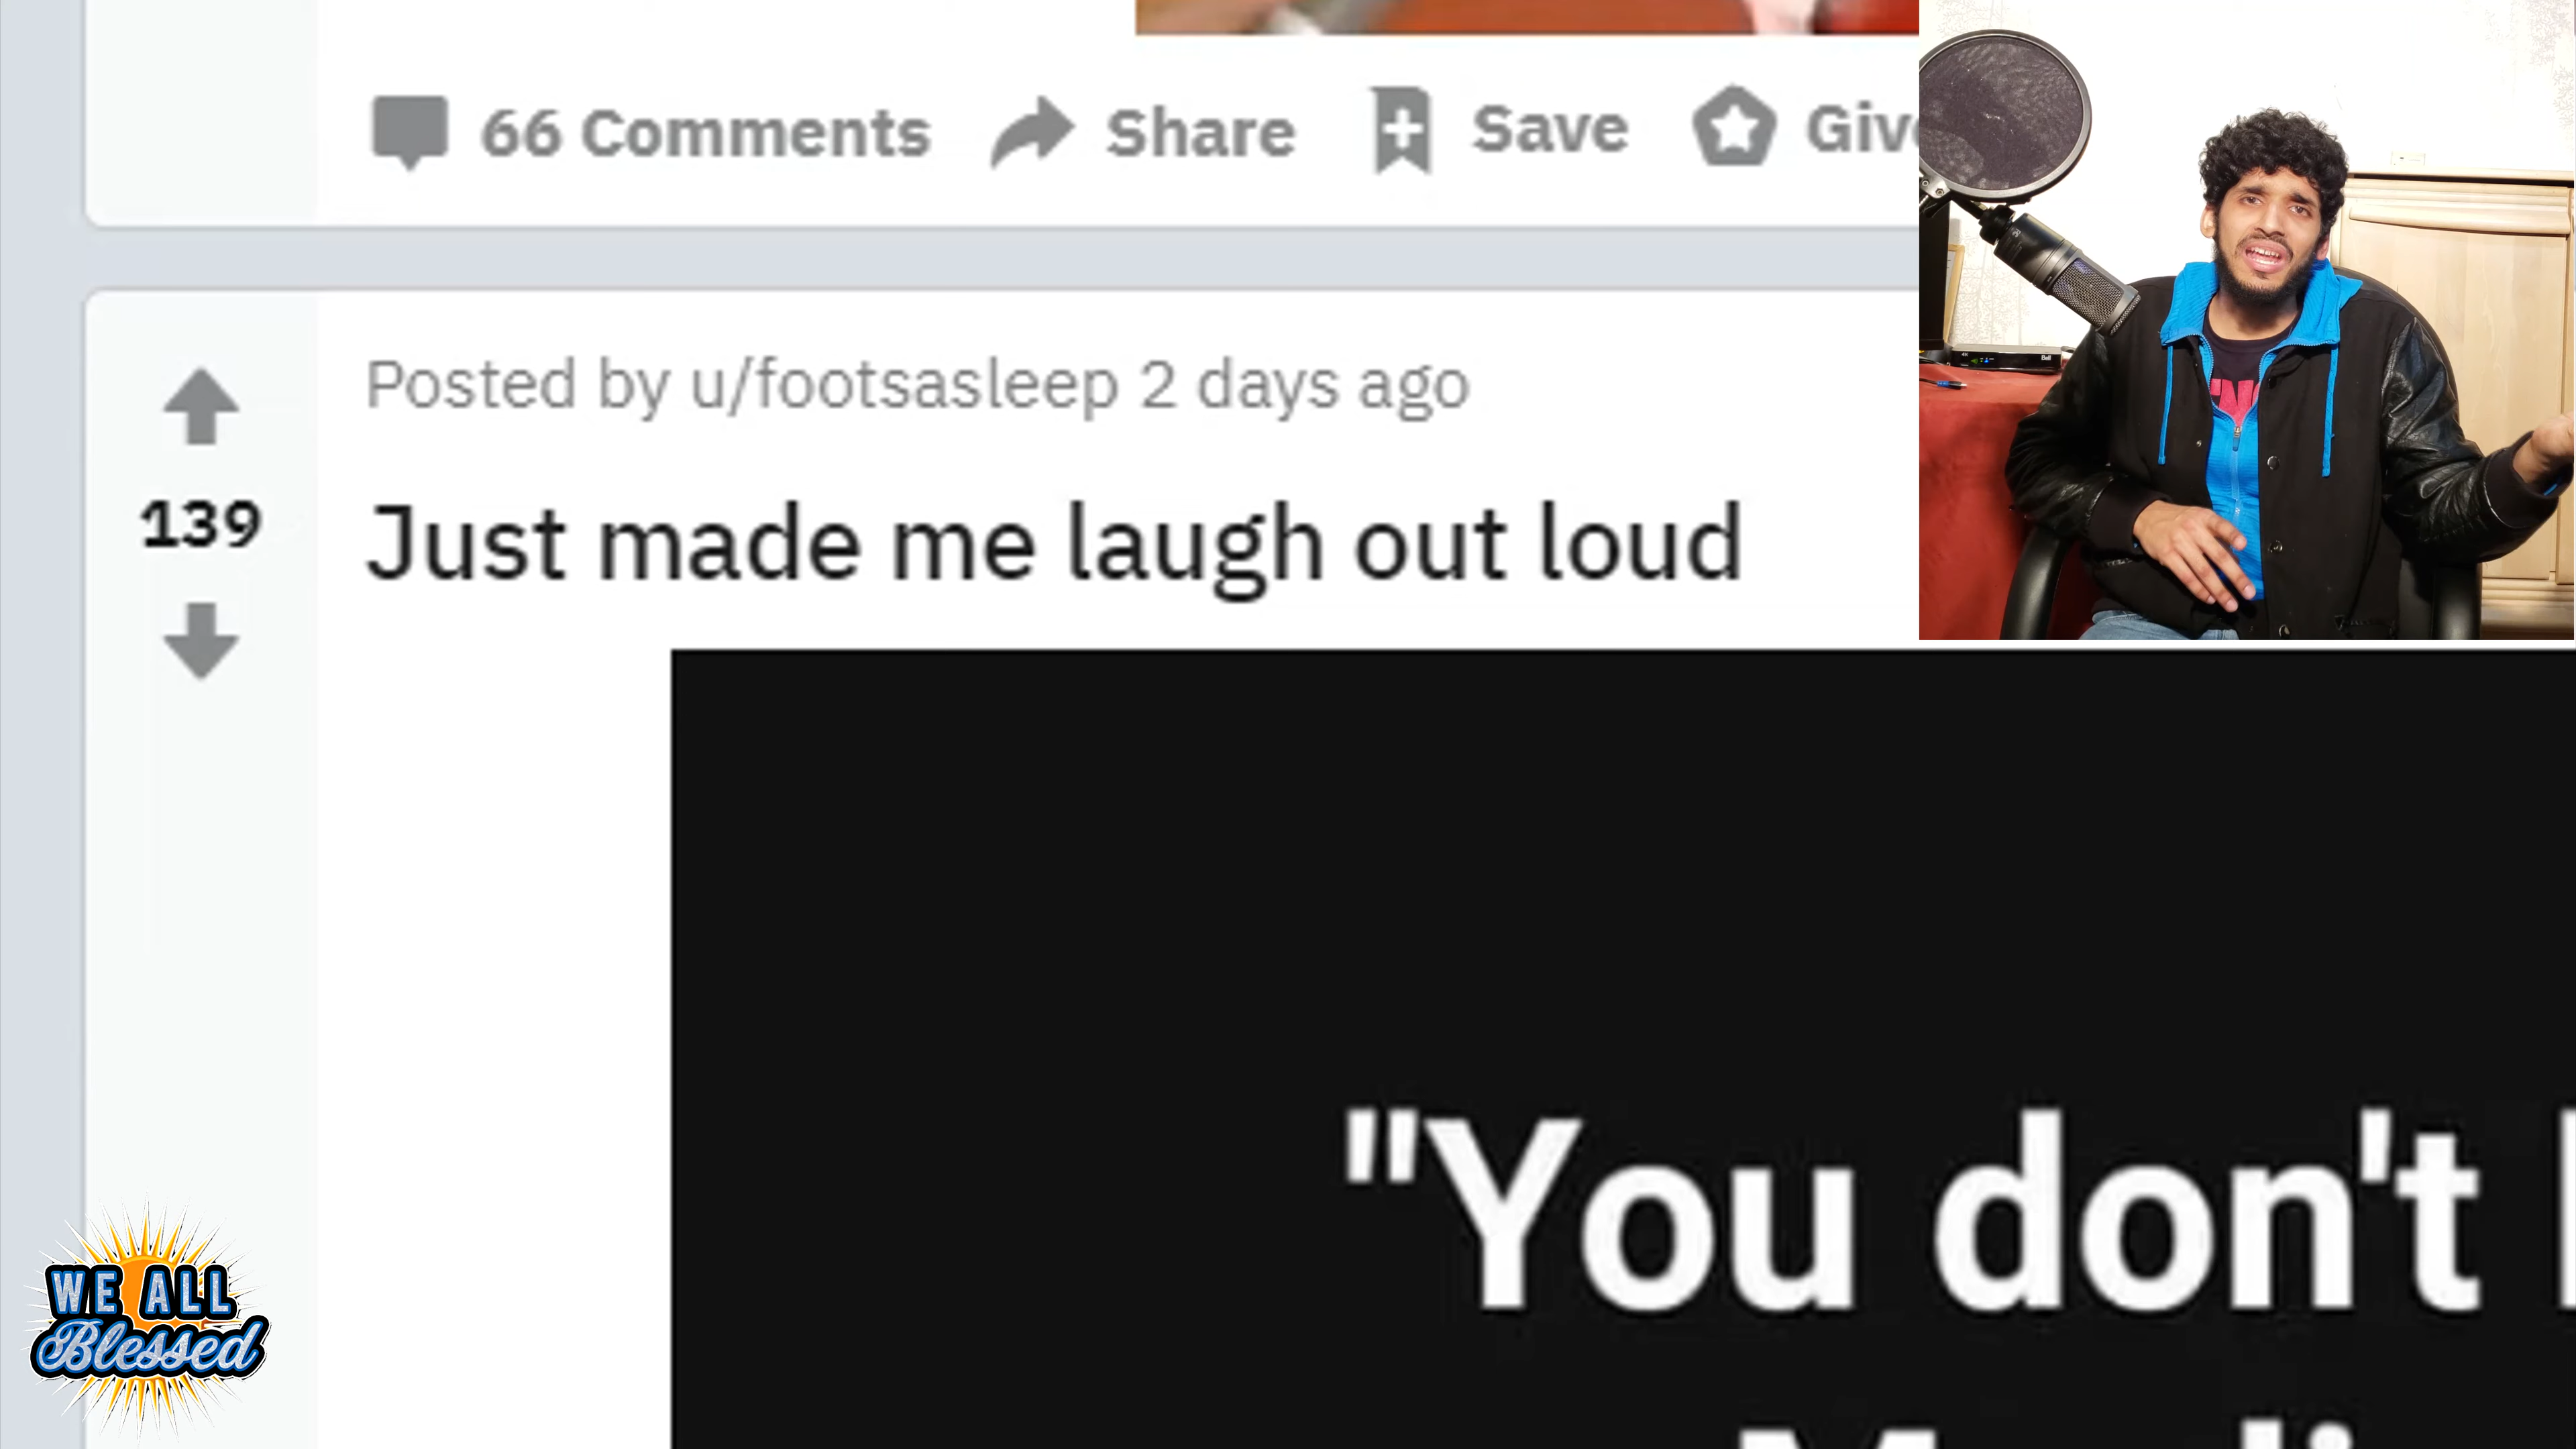 66 Comments Share Save Giv
Posted by u/footsasleep 2 days ago
139
Just made me laugh out loud
"You don't
WE ALL
Blessed